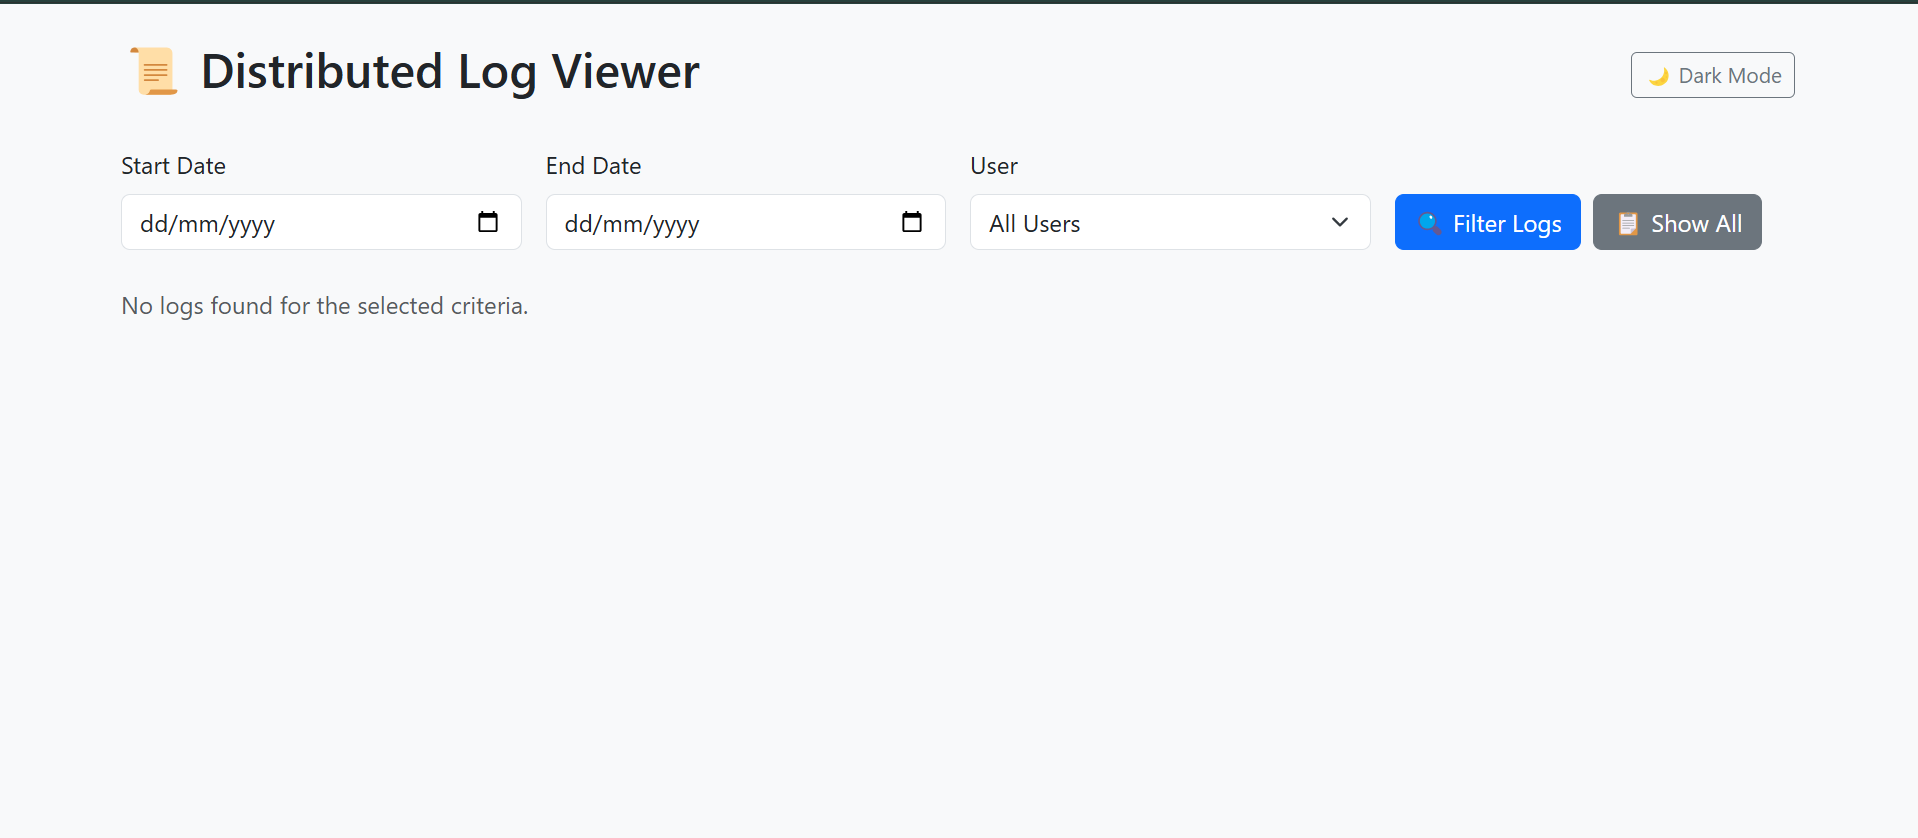 Distributed Log Viewer
Dark Mode
Start Date
End Date
User
dd/mm/yyyy
dd/mm/yyyy
All Users
Filter Logs
Show All
No logs found for the selected criteria.